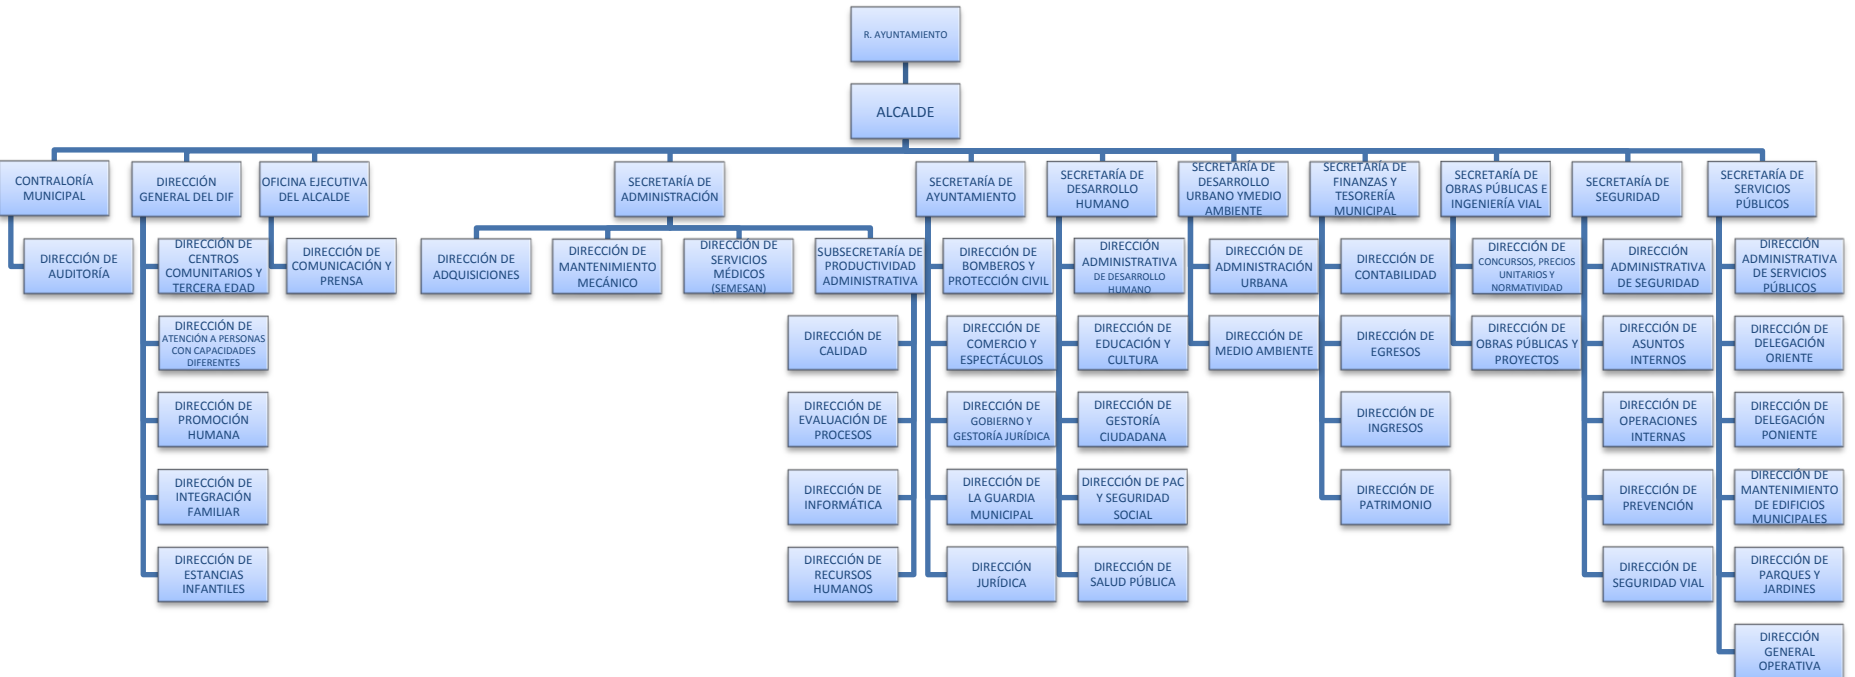 R. AYUNTAMIENTO
ALCALDE
CONTRALORÍA
MUNICIPAL
DIRECCIÓN
GENERAL DEL DIF
OFICINA EJECUTIVA
DEL ALCALDE
SECRETARÍA DE
ADMINISTRACIÓN
SECRETARÍA DE
AYUNTAMIENTO
SECRETARÍA DE
DESARROLLO
HUMANO
SECRETARÍA DE
DESARROLLO
URBANO YMEDIO
AMBIENTE
SECRETARÍA DE
FINANZAS Y
TESORERÍA
MUNICIPAL
SECRETARÍA DE
OBRAS PÚBLICAS E
INGENIERÍA VIAL
SECRETARÍA DE
SEGURIDAD
SECRETARÍA DE
SERVICIOS
PÚBLICOS
DIRECCIÓN DE
AUDITORÍA
DIRECCIÓN DE
CENTROS
COMUNITARIOS Y
TERCERA EDAD
DIRECCIÓN DE
COMUNICACIÓN Y
PRENSA
DIRECCIÓN DE
ADQUISICIONES
DIRECCIÓN DE
MANTENIMIENTO
MECÁNICO
DIRECCIÓN DE
SERVICIOS
MÉDICOS
(SEMESAN)
SUBSECRETARÍA DE
PRODUCTIVIDAD
ADMINISTRATIVA
DIRECCIÓN DE
BOMBEROS Y
PROTECCIÓN CIVIL
DIRECCIÓN
ADMINISTRATIVA
DE DESARROLLO
HUMANO
DIRECCIÓN DE
ADMINISTRACIÓN
URBANA
DIRECCIÓN DE
CONTABILIDAD
DIRECCIÓN DE
CONCURSOS, PRECIOS
UNITARIOS Y
NORMATIVIDAD
DIRECCIÓN
ADMINISTRATIVA
DE SEGURIDAD
DIRECCIÓN
ADMINISTRATIVA
DE SERVICIOS
PÚBLICOS
DIRECCIÓN DE
ATENCIÓN A PERSONAS
CON CAPACIDADES
DIFERENTES
DIRECCIÓN DE
CALIDAD
DIRECCIÓN DE
COMERCIO Y
ESPECTÁCULOS
DIRECCIÓN DE
EDUCACIÓN Y
CULTURA
DIRECCIÓN DE
MEDIO AMBIENTE
DIRECCIÓN DE
EGRESOS
DIRECCIÓN DE
OBRAS PÚBLICAS Y
PROYECTOS
DIRECCIÓN DE
ASUNTOS
INTERNOS
DIRECCIÓN DE
DELEGACIÓN
ORIENTE
DIRECCIÓN DE
PROMOCIÓN
HUMANA
DIRECCIÓN DE
EVALUACIÓN DE
PROCESOS
DIRECCIÓN DE
GOBIERNO Y
GESTORÍA JURÍDICA
DIRECCIÓN DE
GESTORÍA
CIUDADANA
DIRECCIÓN DE
INGRESOS
DIRECCIÓN DE
OPERACIONES
INTERNAS
DIRECCIÓN DE
DELEGACIÓN
PONIENTE
DIRECCIÓN DE
INTEGRACIÓN
FAMILIAR
DIRECCIÓN DE
INFORMÁTICA
DIRECCIÓN DE
LA GUARDIA
MUNICIPAL
DIRECCIÓN DE PAC
Y SEGURIDAD
SOCIAL
DIRECCIÓN DE
PATRIMONIO
DIRECCIÓN DE
PREVENCIÓN
DIRECCIÓN DE
MANTENIMIENTO
DE EDIFICIOS
MUNICIPALES
DIRECCIÓN DE
ESTANCIAS
INFANTILES
DIRECCIÓN DE
RECURSOS
HUMANOS
DIRECCIÓN
JURÍDICA
DIRECCIÓN DE
SALUD PÚBLICA
DIRECCIÓN DE
SEGURIDAD VIAL
DIRECCIÓN DE
PARQUES Y
JARDINES
DIRECCIÓN
GENERAL
OPERATIVA